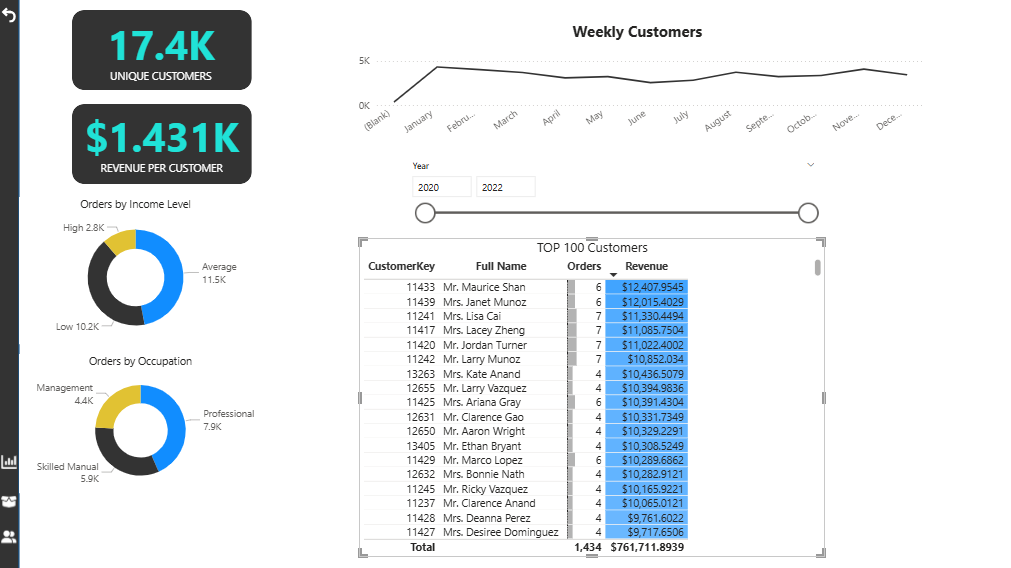 17.4K
UNIQUE CUSTOMERS
$1.431K
REVENUE PER CUSTOMER
Orders by Income Level
High 2.8K
Average
11.5K
Low 10.2K
Orders by Occupation
Management
4.4K
Professional
7.9K
Skilled Manual
5.9K
Weekly Customers
5K
0K
(Blank) January Febru... March April May June July August Septe... Octob... Nove... Dece...
Year
2020 2022
TOP 100 Customers
CustomerKey Full Name Orders Revenue
11433 Mr. Maurice Shan 6 $12,407.9545
11439 Mrs. Janet Munoz 6 $12,015.4029
11241 Mrs. Lisa Cai 7 $11,330.4494
11417 Mrs. Lacey Zheng 7 $11,085.7504
11420 Mr. Jordan Turner 7 $11,022.4002
11242 Mr. Larry Munoz 7 $10,852.034
13263 Mrs. Kate Anand 4 $10,436.5079
12655 Mr. Larry Vazquez 4 $10,394.9836
11425 Mrs. Ariana Gray 6 $10,391.4304
12631 Mr. Clarence Gao 4 $10,331.7349
12650 Mr. Aaron Wright 4 $10,329.2291
13405 Mr. Ethan Bryant 4 $10,308.5249
11429 Mr. Marco Lopez 6 $10,289.6862
12632 Mrs. Bonnie Nath 4 $10,282.9121
11245 Mr. Ricky Vazquez 4 $10,165.9221
11237 Mr. Clarence Anand 4 $10,065.0121
11428 Mrs. Deanna Perez 4 $9,761.6022
11427 Mrs. Desiree Dominguez 4 $9,717.6506
Total 1,434 $761,711.8939